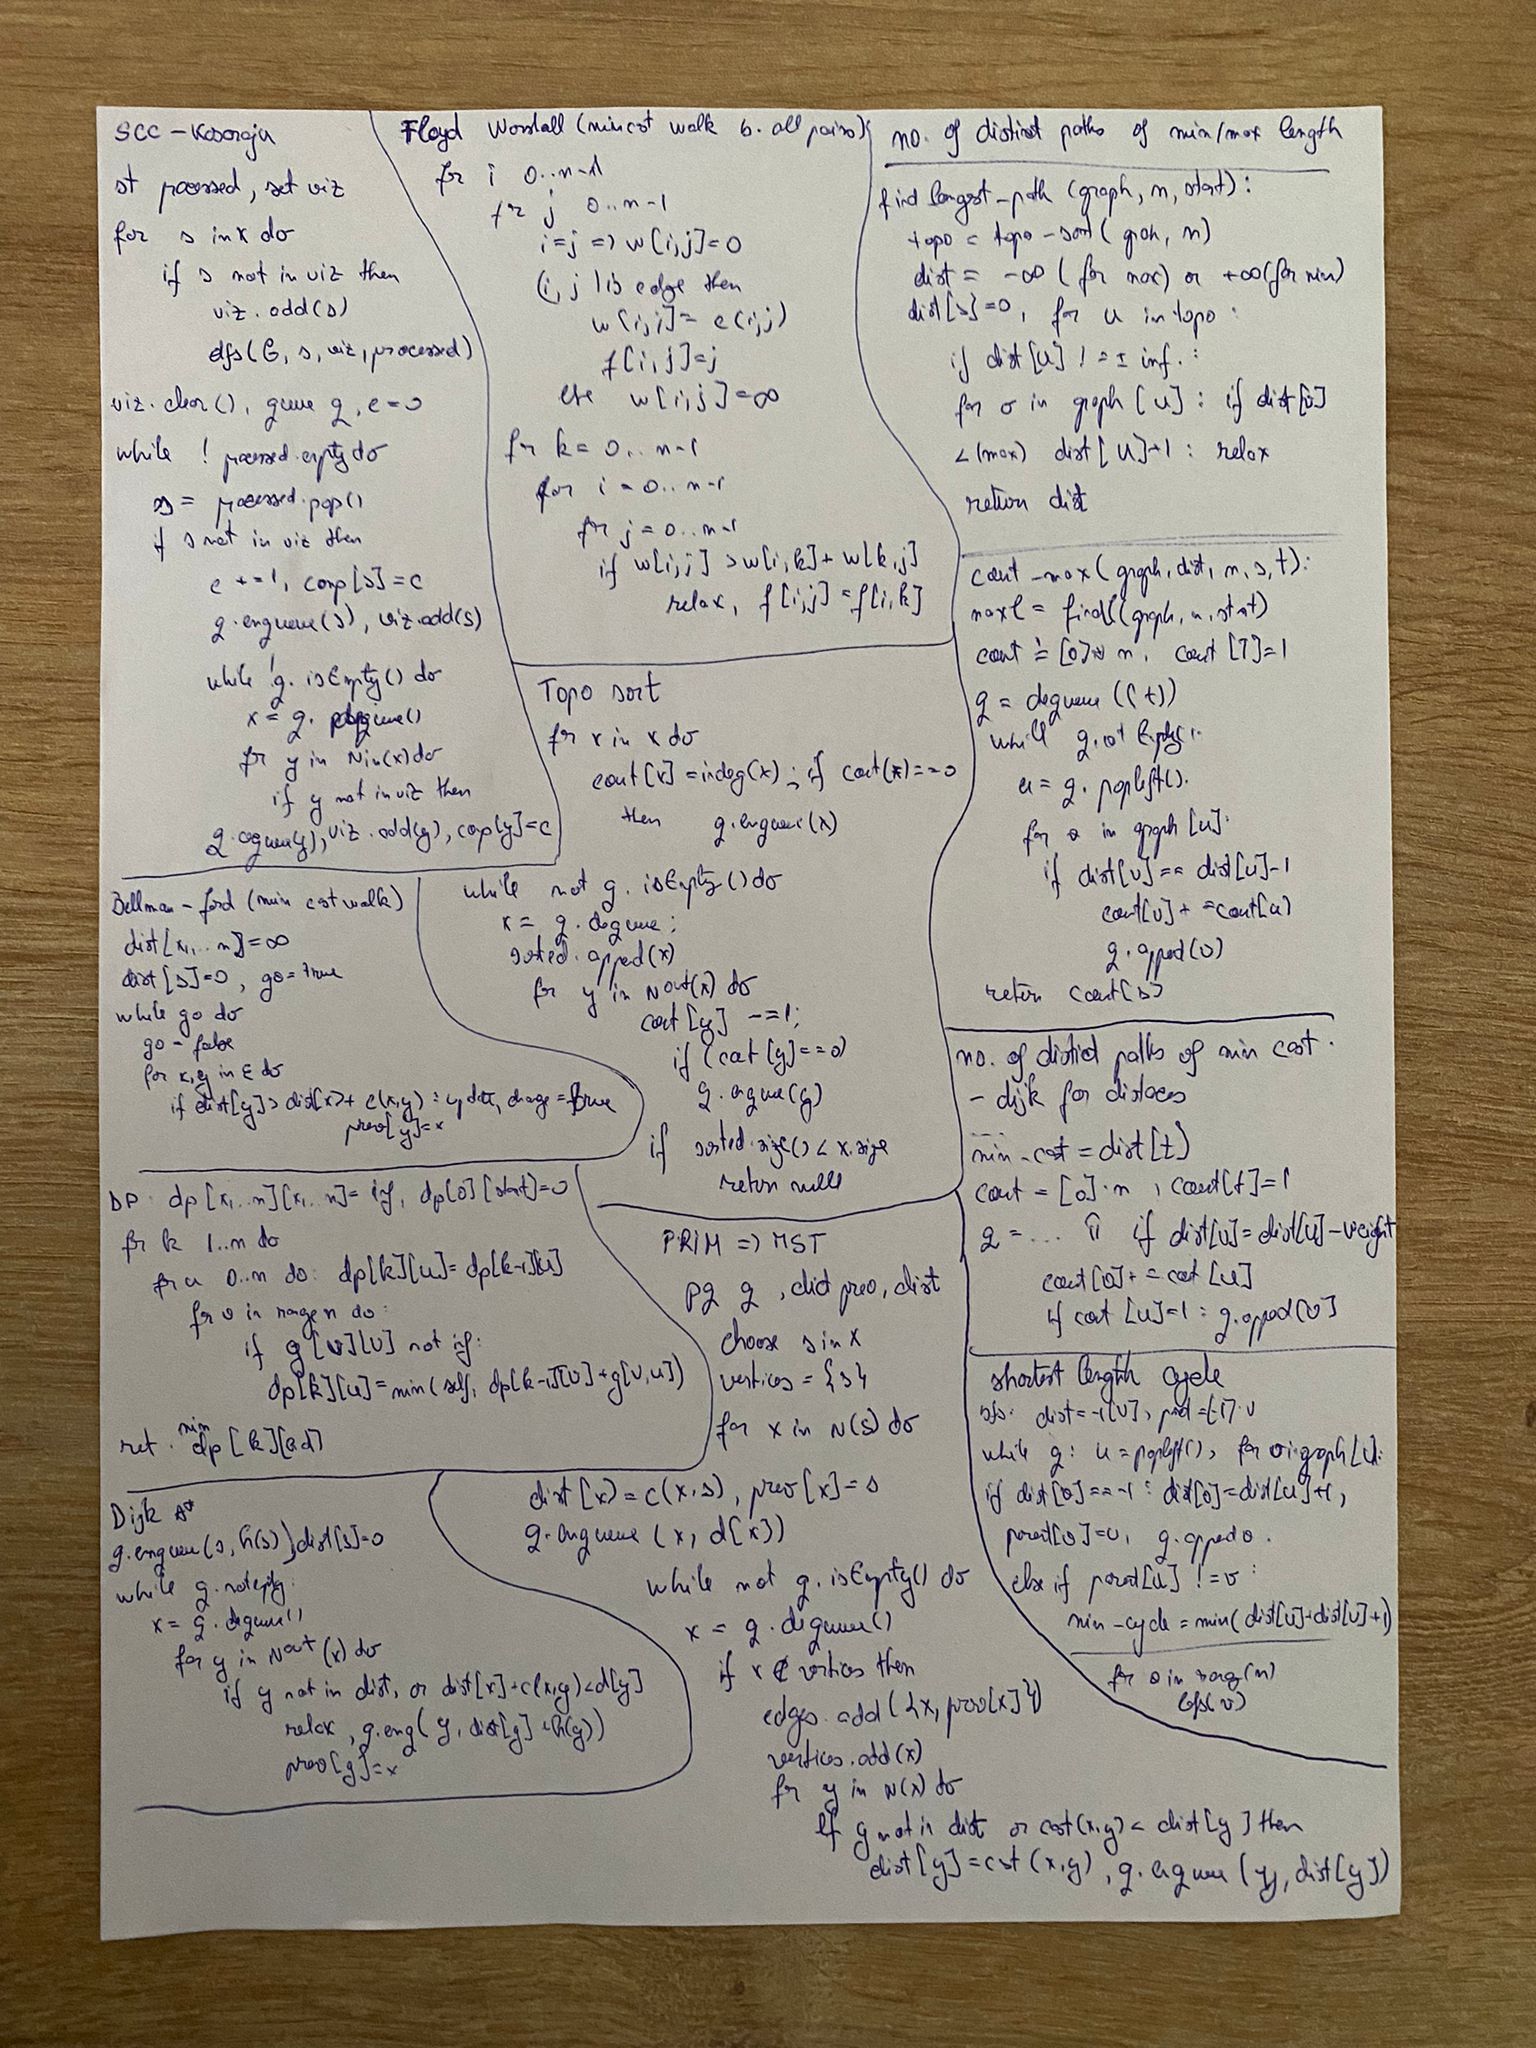 SCC - Kosoraju
st processed, set viz
for s in X do
if s not in viz then
viz.add(s)
dfs(G, s, viz, processed)
viz.clear(), queue q, c=0
while ! processed.empty do
s = processed.pop()
if s not in viz then
c +=1, comp[s]=c
q.enqueue(s), viz.add(s)
while !q.isEmpty() do
x = q.dequeue()
for y in Nin(x) do
if y not in viz then
q.enqueue(y), viz.add(y), comp[y]=c
Bellman-ford (min cost walk)
dist[x1...n]=∞
dist[s]=0, go=true
while go do
go = false
for x,y in E do
if dist[y]>dist[x]+c(x,y): update, change=true
prev[y]=x
DP: dp[x1..n][x1..n]= inf, dp[0][start]=0
for k 1..n do
for u 0..n do: dp[k][u]=dp[k-1][u]
for v in range n do:
if g[v][u] not inf:
dp[k][u]=min(self, dp[k-1][v]+g[v,u])
ret. min dp[k][end]
Dijk A*
q.enqueue(s, h(s)), dist[s]=0
while q.notempty:
x = q.dequeue()
for y in Nout(x) do
if y not in dist, or dist[x]+c(x,y)<d[y]
relax, q.enq(y, dist[y]+h(y))
prev[y]=x
Floyd Worshall (min cost walk b. all pairs)
for i 0..n-1
for j 0..n-1
i=j => w[i,j]=0
(i,j) is edge then
w[i,j]= c(i,j)
f[i,j]=j
else w[i,j]=∞
for k=0..n-1
for i=0..n-1
for j=0..n-1
if w[i,j]>w[i,k]+w[k,j]
relax, f[i,j]=f[i,k]
Topo sort
for x in X do
count[x]=indeg(x); if count(x)==0
then q.enqueue(x)
while not q.isEmpty() do
x = q.dequeue;
sorted.append(x)
for y in Nout(x) do
count[y] -=1;
if (count[y]==0)
q.enqueue(y)
if sorted.size()<X.size
return null
PRIM => MST
pq q, dict prev, dist
choose s in X
vertices = {s}
for x in N(s) do
dist[x]=c(x,s), prev[x]=s
q.enqueue(x, d[x])
while not q.isEmpty() do
x = q.dequeue()
if x ∉ vertices then
edges.add({x, prev[x]})
vertices.add(x)
for y in N(x) do
if y not in dist or cost(x,y)<dist[y] then
dist[y]=cst(x,y), q.enqueue(y, dist[y])
no. of distinct paths of min/max length
find longest-path (graph, n, start):
topo = topo-sort(graph, n)
dist = -∞ (for max) or +∞(for min)
dist[s]=0, for u in topo:
if dist[u] != ± inf.:
for v in graph[u]: if dist[v]
<(max) dist[u]+1: relax
return dist
count-max(graph, dist, n, s, t):
maxl = findl(graph, n, start)
count = [0]*n, count[T]=1
q = dequeue((t))
while q.not Empty:
u = q.popleft().
for v in graph[u]:
if dist[v]==dist[u]-1
count[v]+=count[u]
q.append(v)
return count[s]
no. of distinct paths of min cost.
- dijk for distances
min-cost = dist[t]
count = [0]·n, count[t]=1
q = ... if dist[v]=dist[u]-weight
count[v]+=count[u]
if count[u]=1: q.append[v]
shortest length cycle
bfs: dist=-1[v], pred=[-1]·v
while q: u=popleft(), for v in graph[u]:
if dist[v]==-1: dist[v]=dist[u]+1,
parent[v]=u, q.append v.
else if parent[u] != v:
min-cycle=min(dist[u]+dist[v]+1)
for v in range(n)
bfs(v)